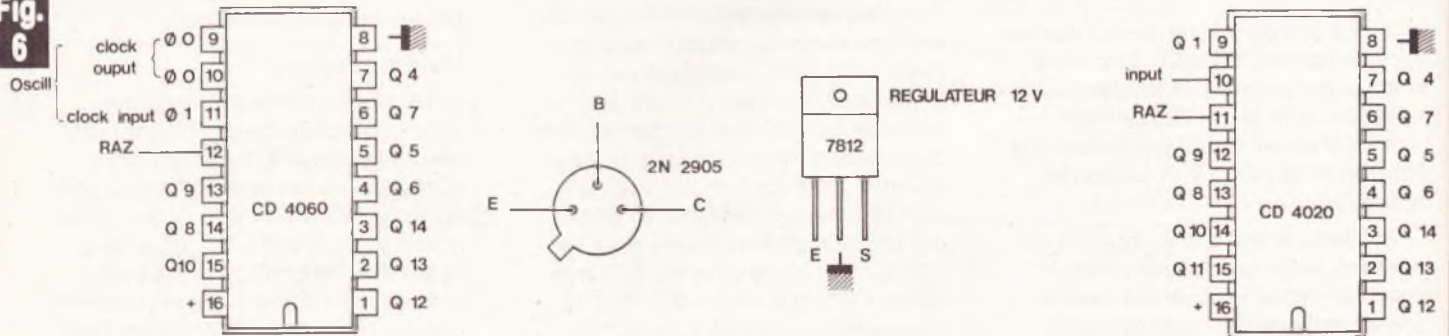 Fig.
6
Oscill
clock
ouput
clock input
Ø 0 9
Ø 0 10
Ø 1 11
RAZ 12
Q 9 13
Q 8 14
Q10 15
+ 16
CD 4060
8
7 Q 4
6 Q 7
5 Q 5
4 Q 6
3 Q 14
2 Q 13
1 Q 12
B
2N 2905
E
C
REGULATEUR 12 V
7812
E S
Q 1 9
input 10
RAZ 11
Q 9 12
Q 8 13
Q 10 14
Q 11 15
+ 16
CD 4020
8
7 Q 4
6 Q 7
5 Q 5
4 Q 6
3 Q 14
2 Q 13
1 Q 12